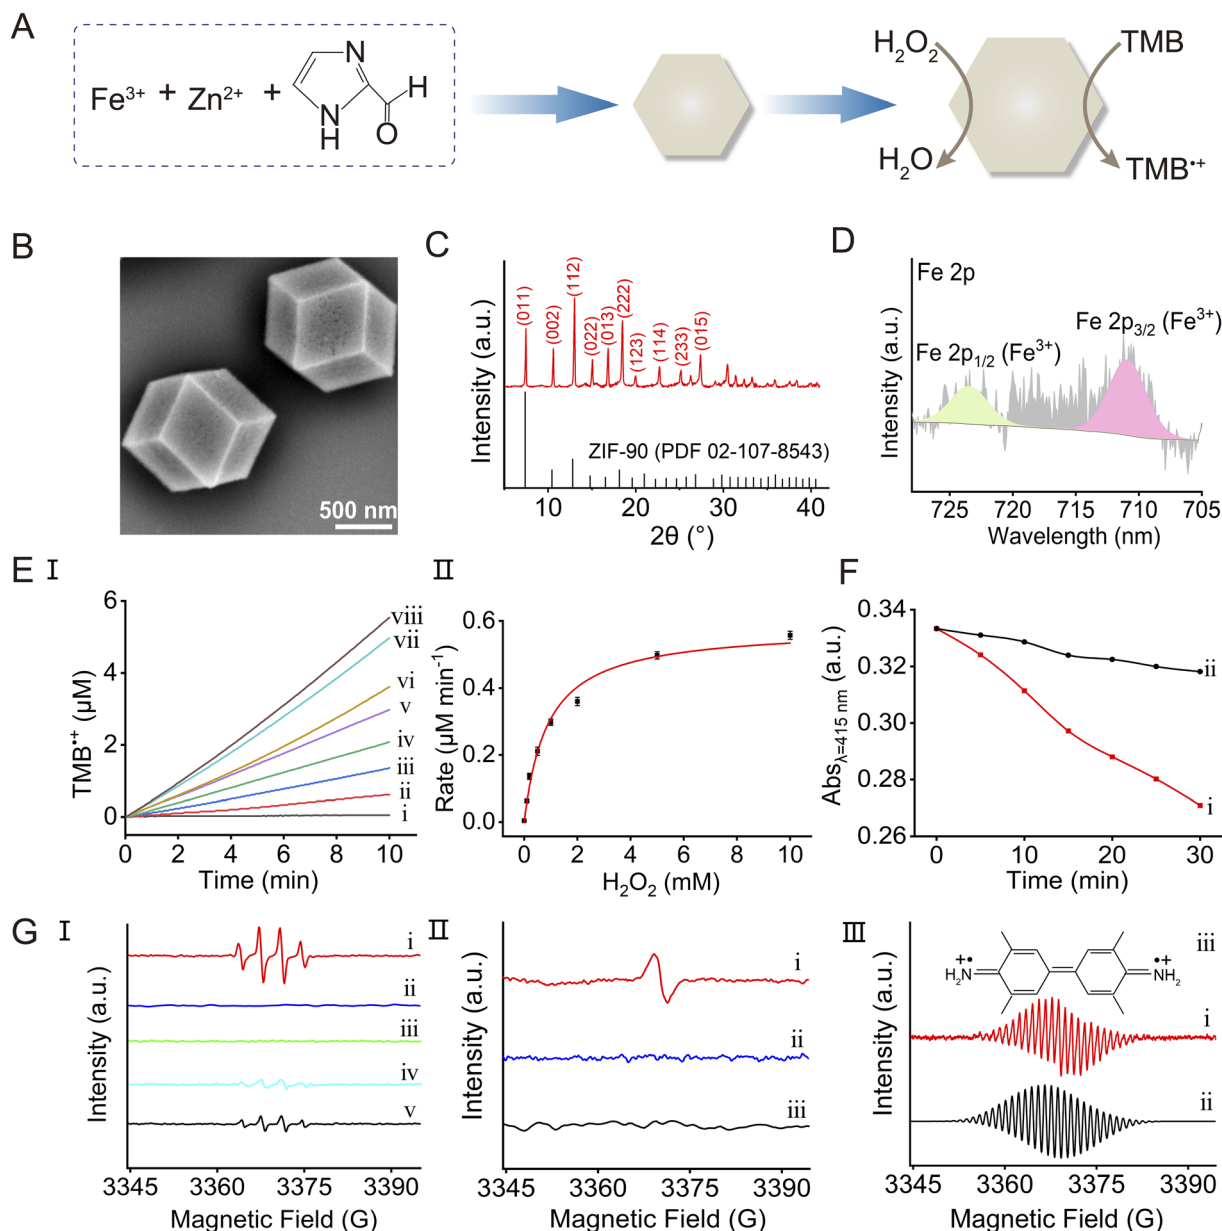 A
Fe³⁺ + Zn²⁺ +
N
N
H
H
O
H₂O₂
H₂O
TMB
TMB•⁺
B
500 nm
C
Intensity (a.u.)
(011)
(002)
(112)
(022)
(013)
(222)
(123)
(114)
(233)
(015)
ZIF-90 (PDF 02-107-8543)
10 20 30 40
2θ (°)
D
Intensity (a.u.)
Fe 2p
Fe 2p₃/₂ (Fe³⁺)
Fe 2p₁/₂ (Fe³⁺)
725 720 715 710 705
Wavelength (nm)
E I
TMB•⁺ (μM)
6
4
2
0
viii
vii
vi
v
iv
iii
ii
i
0 2 4 6 8 10
Time (min)
II
Rate (μM min⁻¹)
0.6
0.4
0.2
0.0
0 2 4 6 8 10
H₂O₂ (mM)
F
Abs λ=415 nm (a.u.)
0.34
0.32
0.30
0.28
0.26
ii
i
0 10 20 30
Time (min)
G I
Intensity (a.u.)
i
ii
iii
iv
v
3345 3360 3375 3390
Magnetic Field (G)
II
Intensity (a.u.)
i
ii
iii
3345 3360 3375 3390
Magnetic Field (G)
III
Intensity (a.u.)
iii
+•
H₂N
•+
NH₂
i
ii
3345 3360 3375 3390
Magnetic Field (G)